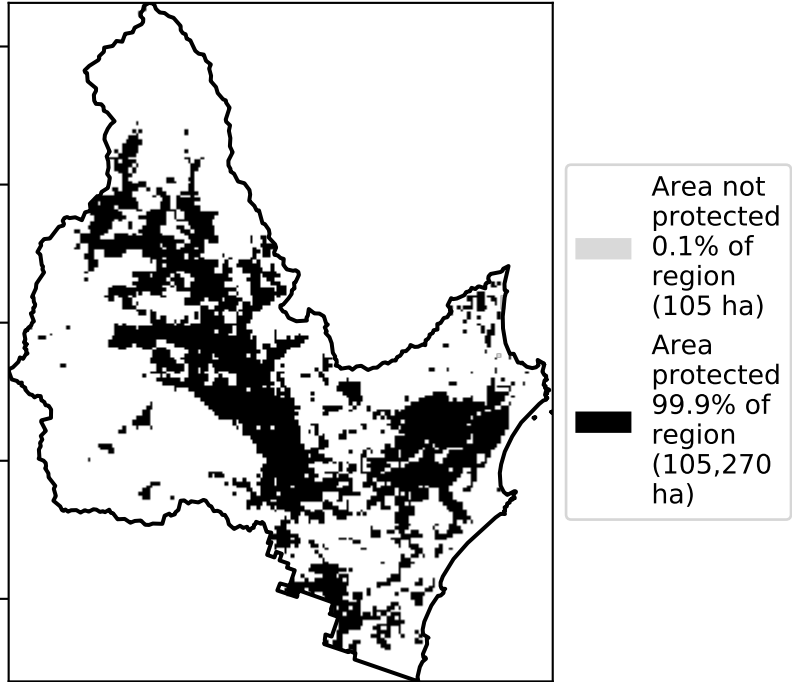 Area not
protected
0.1% of
region
(105 ha)
Area
protected
99.9% of
region
(105,270
ha)